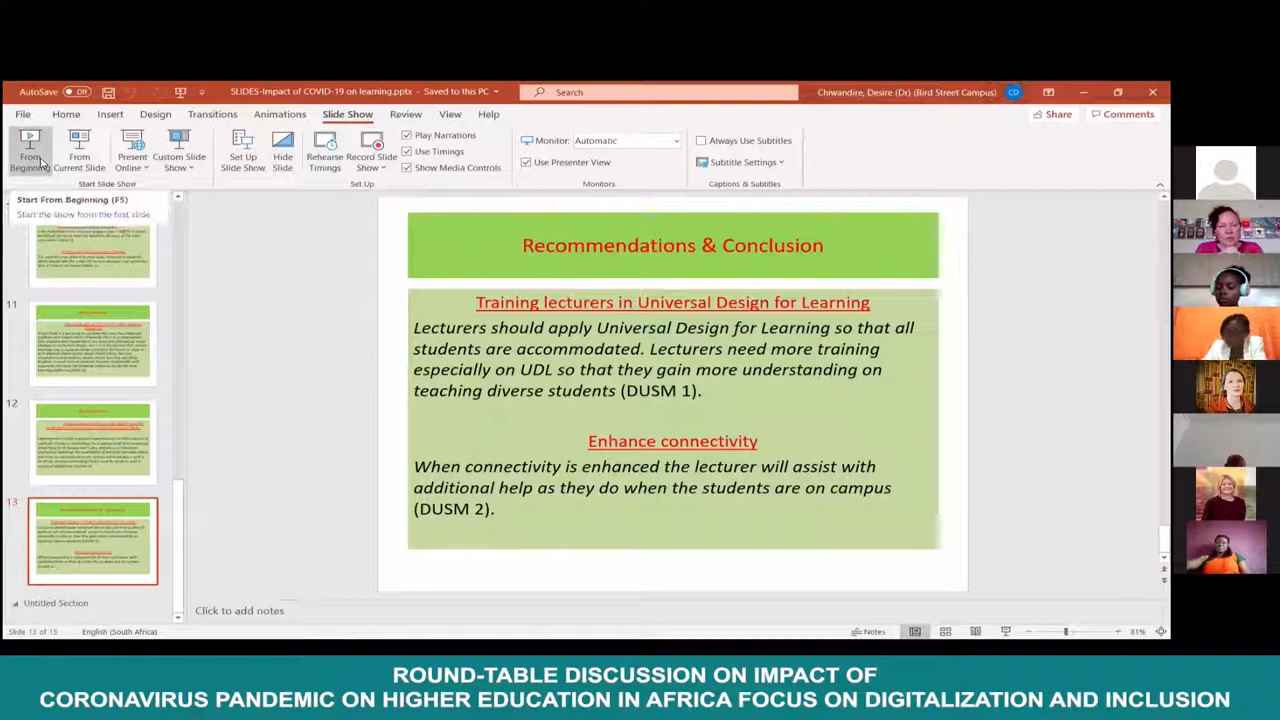 AutoSave Off
SLIDES-Impact of COVID-19 on learning.pptx - Saved to this PC
Search
Chwandire, Desire (Dr) (Bird Street Campus) CD
File Home Insert Design Transitions Animations Slide Show Review View Help
Share Comments
From Beginning
From Current Slide
Present Online
Custom Slide Show
Set Up Slide Show
Hide Slide
Rehearse Timings
Record Slide Show
Play Narrations
Use Timings
Show Media Controls
Monitor: Automatic
Use Presenter View
Always Use Subtitles
Subtitle Settings
Start Slide Show
Set Up
Monitors
Captions & Subtitles
Start From Beginning (F5)
Start the show from the first slide
11
12
13
Untitled Section
Recommendations & Conclusion
Training lecturers in Universal Design for Learning
Lecturers should apply Universal Design for Learning so that all
students are accommodated. Lecturers need more training
especially on UDL so that they gain more understanding on
teaching diverse students (DUSM 1).
Enhance connectivity
When connectivity is enhanced the lecturer will assist with
additional help as they do when the students are on campus
(DUSM 2).
Click to add notes
Slide 13 of 13 English (South Africa)
Notes
81%
ROUND-TABLE DISCUSSION ON IMPACT OF
CORONAVIRUS PANDEMIC ON HIGHER EDUCATION IN AFRICA FOCUS ON DIGITALIZATION AND INCLUSION